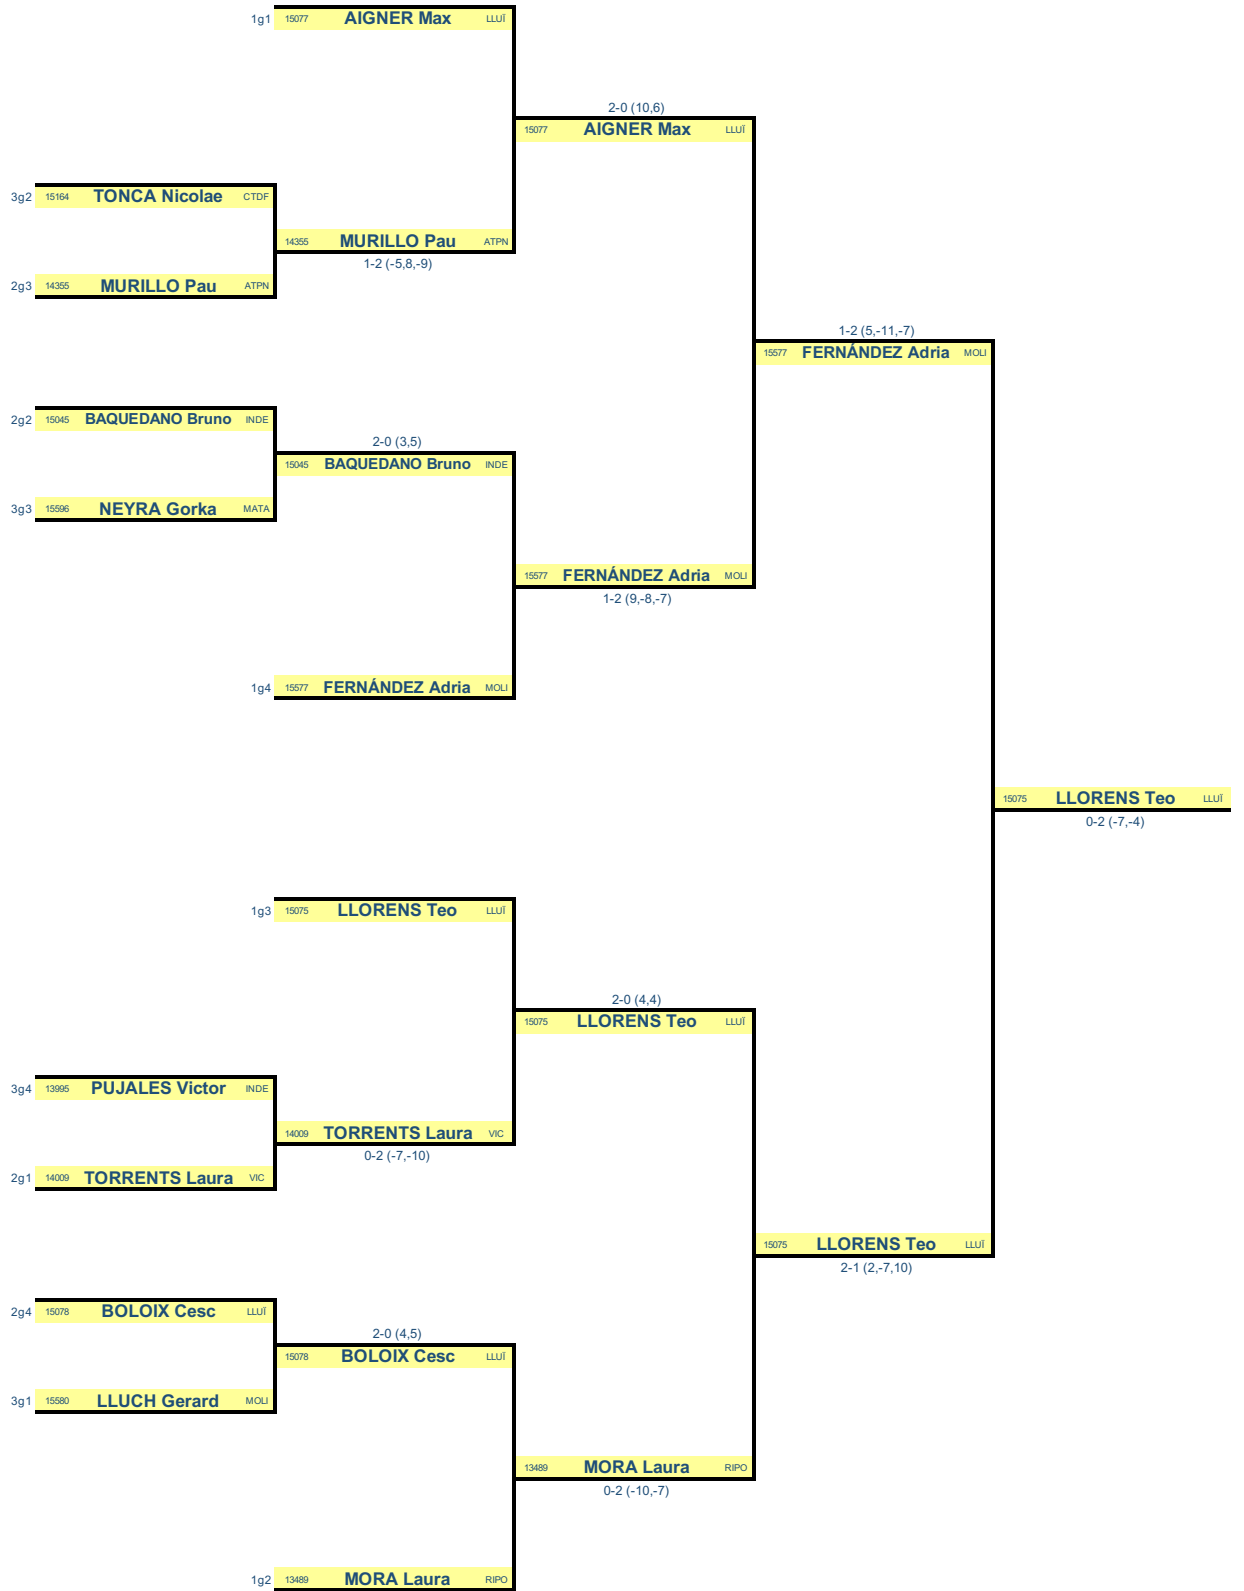 1g1 15077 AIGNER Max LLUÏ
2-0 (10,6)
15077 AIGNER Max LLUÏ
3g2 15164 TONCA Nicolae CTDF
14355 MURILLO Pau ATPN
1-2 (-5,8,-9)
2g3 14355 MURILLO Pau ATPN
1-2 (5,-11,-7)
15577 FERNÁNDEZ Adria MOLI
2g2 15045 BAQUEDANO Bruno INDE
2-0 (3,5)
15045 BAQUEDANO Bruno INDE
3g3 15596 NEYRA Gorka MATA
15577 FERNÁNDEZ Adria MOLI
1-2 (9,-8,-7)
1g4 15577 FERNÁNDEZ Adria MOLI
15075 LLORENS Teo LLUÏ
0-2 (-7,-4)
1g3 15075 LLORENS Teo LLUÏ
2-0 (4,4)
15075 LLORENS Teo LLUÏ
3g4 13995 PUJALES Victor INDE
14009 TORRENTS Laura VIC
0-2 (-7,-10)
2g1 14009 TORRENTS Laura VIC
15075 LLORENS Teo LLUÏ
2-1 (2,-7,10)
2g4 15078 BOLOIX Cesc LLUÏ
2-0 (4,5)
15078 BOLOIX Cesc LLUÏ
3g1 15580 LLUCH Gerard MOLI
13489 MORA Laura RIPO
0-2 (-10,-7)
1g2 13489 MORA Laura RIPO